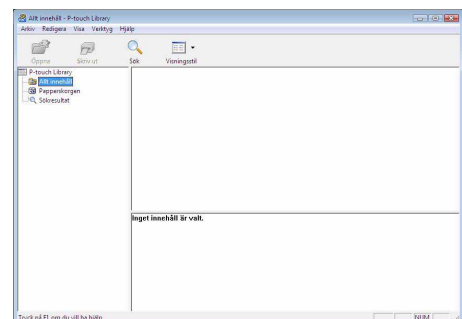 Allt innehåll - P-touch Library
Arkiv Redigera Visa Verktyg Hjälp
Öppna Skriv ut Sök Visningsstil
P-touch Library
Allt innehåll
Papperskorgen
Sökresultat
Inget innehåll är valt.
Tryck på F1 om du vill ha hjälp. NUM